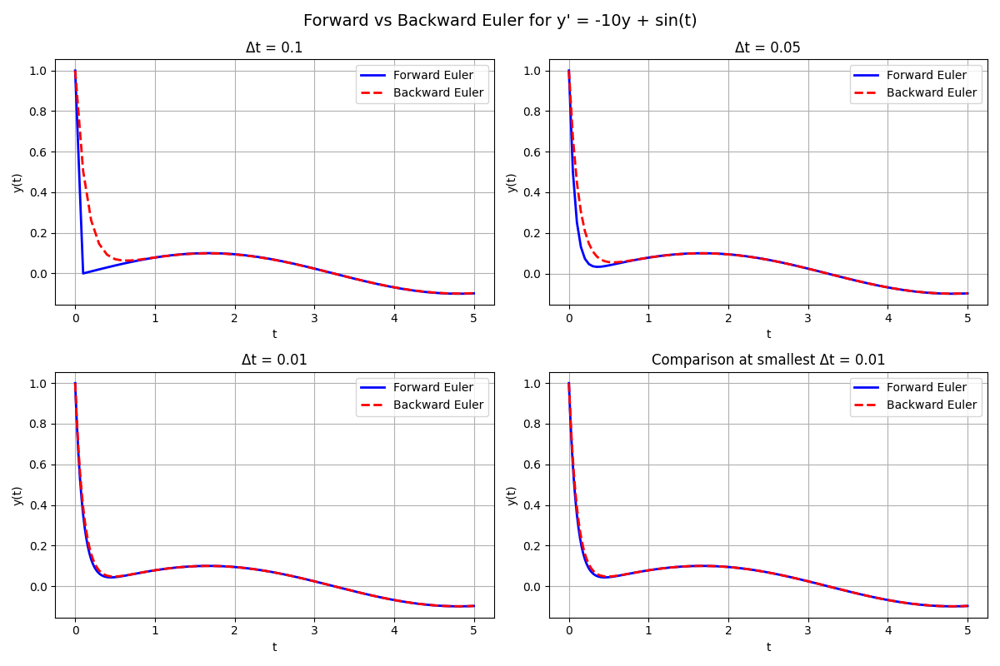 Forward vs Backward Euler for y' = -10y + sin(t)
Δt = 0.1
Forward Euler
Backward Euler
1.0
0.8
0.6
0.4
0.2
0.0
y(t)
0 1 2 3 4 5
t
Δt = 0.05
Forward Euler
Backward Euler
1.0
0.8
0.6
0.4
0.2
0.0
y(t)
0 1 2 3 4 5
t
Δt = 0.01
Forward Euler
Backward Euler
1.0
0.8
0.6
0.4
0.2
0.0
y(t)
0 1 2 3 4 5
t
Comparison at smallest Δt = 0.01
Forward Euler
Backward Euler
1.0
0.8
0.6
0.4
0.2
0.0
y(t)
0 1 2 3 4 5
t